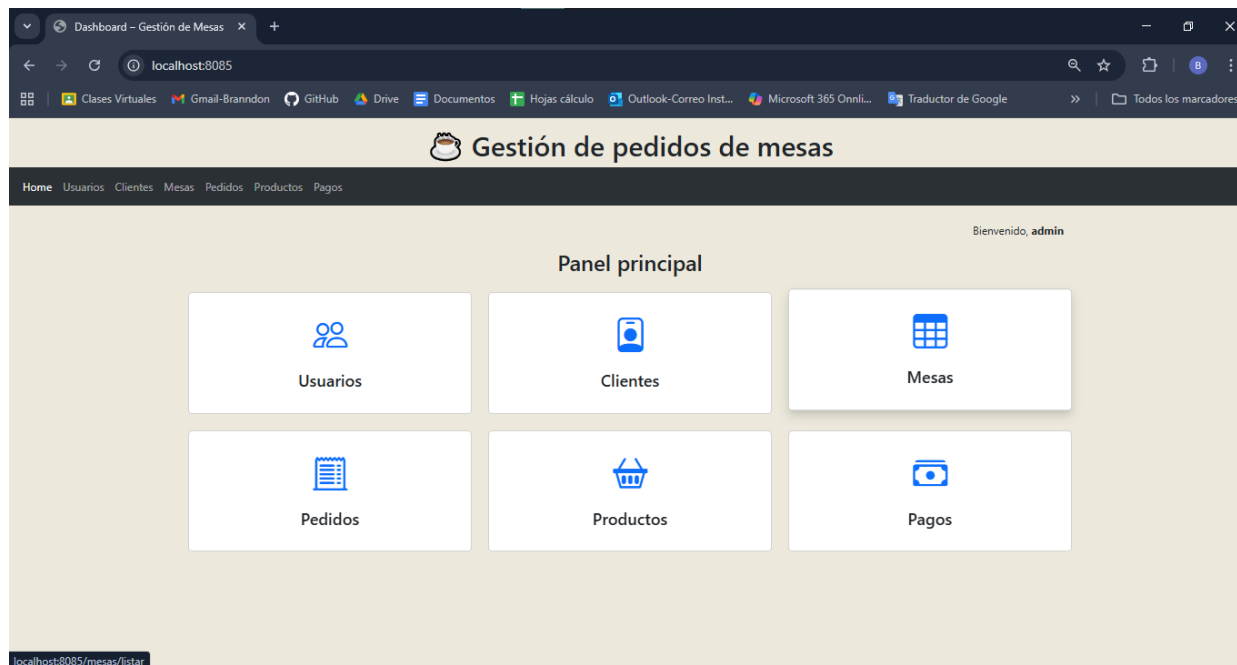 Dashboard – Gestión de Mesas
localhost:8085
B
Clases Virtuales Gmail-Branndon GitHub Drive Documentos Hojas cálculo Outlook-Correo Inst... Microsoft 365 Onnli... Traductor de Google » Todos los marcadores
Gestión de pedidos de mesas
Home Usuarios Clientes Mesas Pedidos Productos Pagos
Bienvenido, admin
Panel principal
Usuarios Clientes Mesas
Pedidos Productos Pagos
localhost:8085/mesas/listar